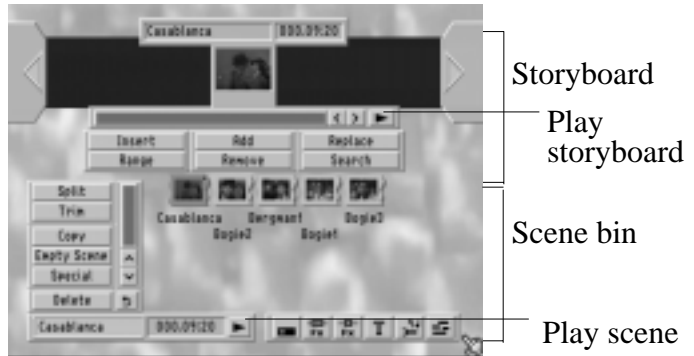 Casablanca 000.09:20
Storyboard
Play
storyboard
Insert Add Replace
Range Remove Search
Split
Trim
Copy
Empty Scene
Special
Delete
Casablanca Bergman1 Bogie3
Bogie2 Bogie1
Scene bin
Casablanca 000.09:20
Play scene